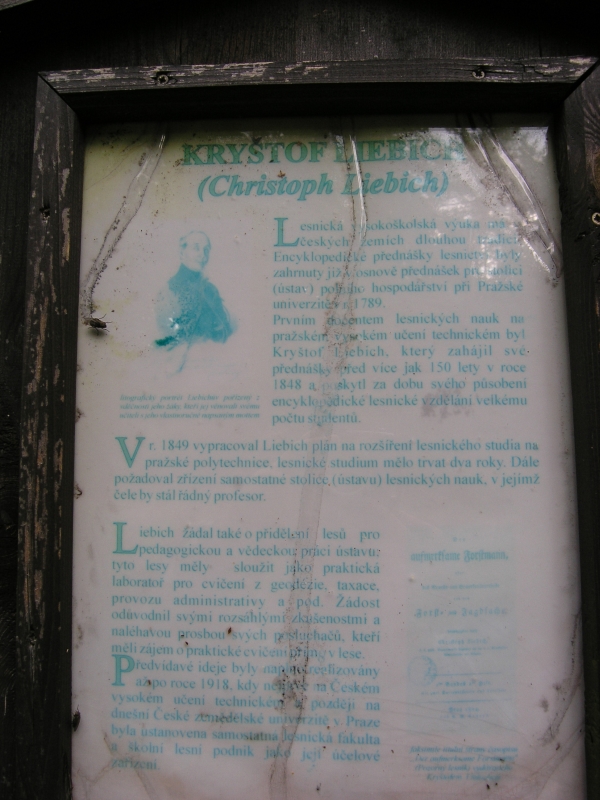 KRYŠTOF LIEBICH
(Christoph Liebich)
Lesnická vysokoškolská výuka má v
českých zemích dlouhou tradici.
Encyklopedické přednášky lesnictví byly
zahrnuty již v osnově přednášek pro stolici
(ústav) polního hospodářství při Pražské
univerzitě v r. 1789.
Prvním docentem lesnických nauk na
pražském vysokém učení technickém byl
Kryštof Liebich, který zahájil své
přednášky před více jak 150 lety v roce
1848 a poskytl za dobu svého působení
encyklopedické lesnické vzdělání velkému
počtu studentů.
V r. 1849 vypracoval Liebich plán na rozšíření lesnického studia na
pražské polytechnice, lesnické studium mělo trvat dva roky. Dále
požadoval zřízení samostatné stolice (ústavu) lesnických nauk, v jejímž
čele by stál řádný profesor.
Liebich žádal také o přidělení lesů pro
pedagogickou a vědeckou práci ústavu:
tyto lesy měly sloužit jako praktická
laboratoř pro cvičení z geodézie, taxace,
provozu administrativy a pod. Žádost
odůvodnil svými rozsáhlými zkušenostmi a
naléhavou prosbou svých posluchačů, kteří
měli zájem o praktické cvičení přímo v lese.
Předvídavé ideje byly naplno realizovány
až po roce 1918, kdy nejprve na Českém
vysokém učení technickém a později na
dnešní České zemědělské univerzitě v Praze
byla ustanovena samostatná lesnická fakulta
a školní lesní podnik jako její účelové
zařízení.
aufmerksame Forstmann,
Forst- und Jagdwesen